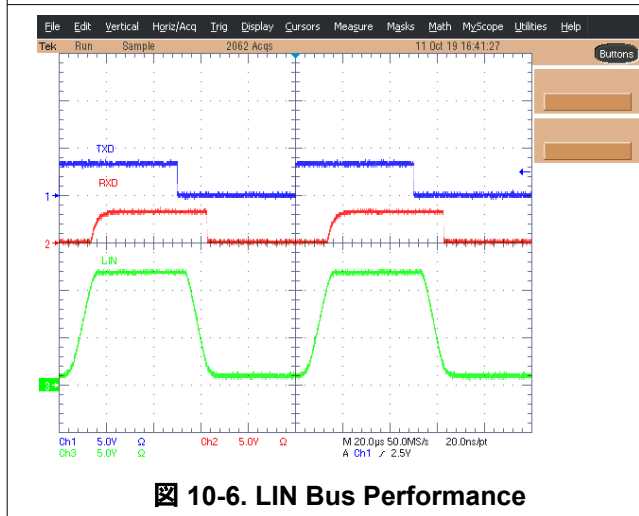 File Edit Vertical Horiz/Acq Trig Display Cursors Measure Masks Math MyScope Utilities Help
Tek Run Sample 2062 Acqs 11 Oct 19 16:41:27
Buttons
TXD
1
RXD
2
LIN
3
Ch1 5.0V Ω Ch2 5.0V Ω M 20.0µs 50.0MS/s 20.0ns/pt
Ch3 5.0V Ω A Ch1 ⁄ 2.5V
図 10-6. LIN Bus Performance